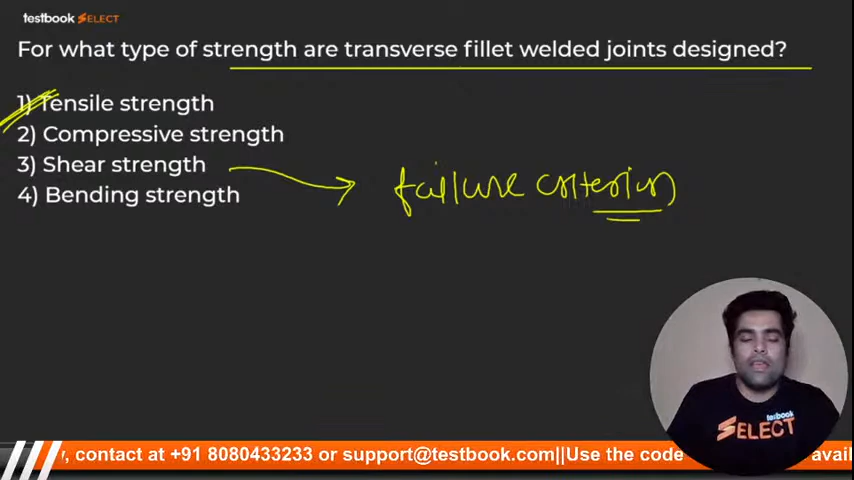 testbook SELECT
For what type of strength are transverse fillet welded joints designed?
1) Tensile strength
2) Compressive strength
3) Shear strength
failure criterion
4) Bending strength
testbook
SELECT
, contact at +91 8080433233 or support@testbook.com||Use the code
avail